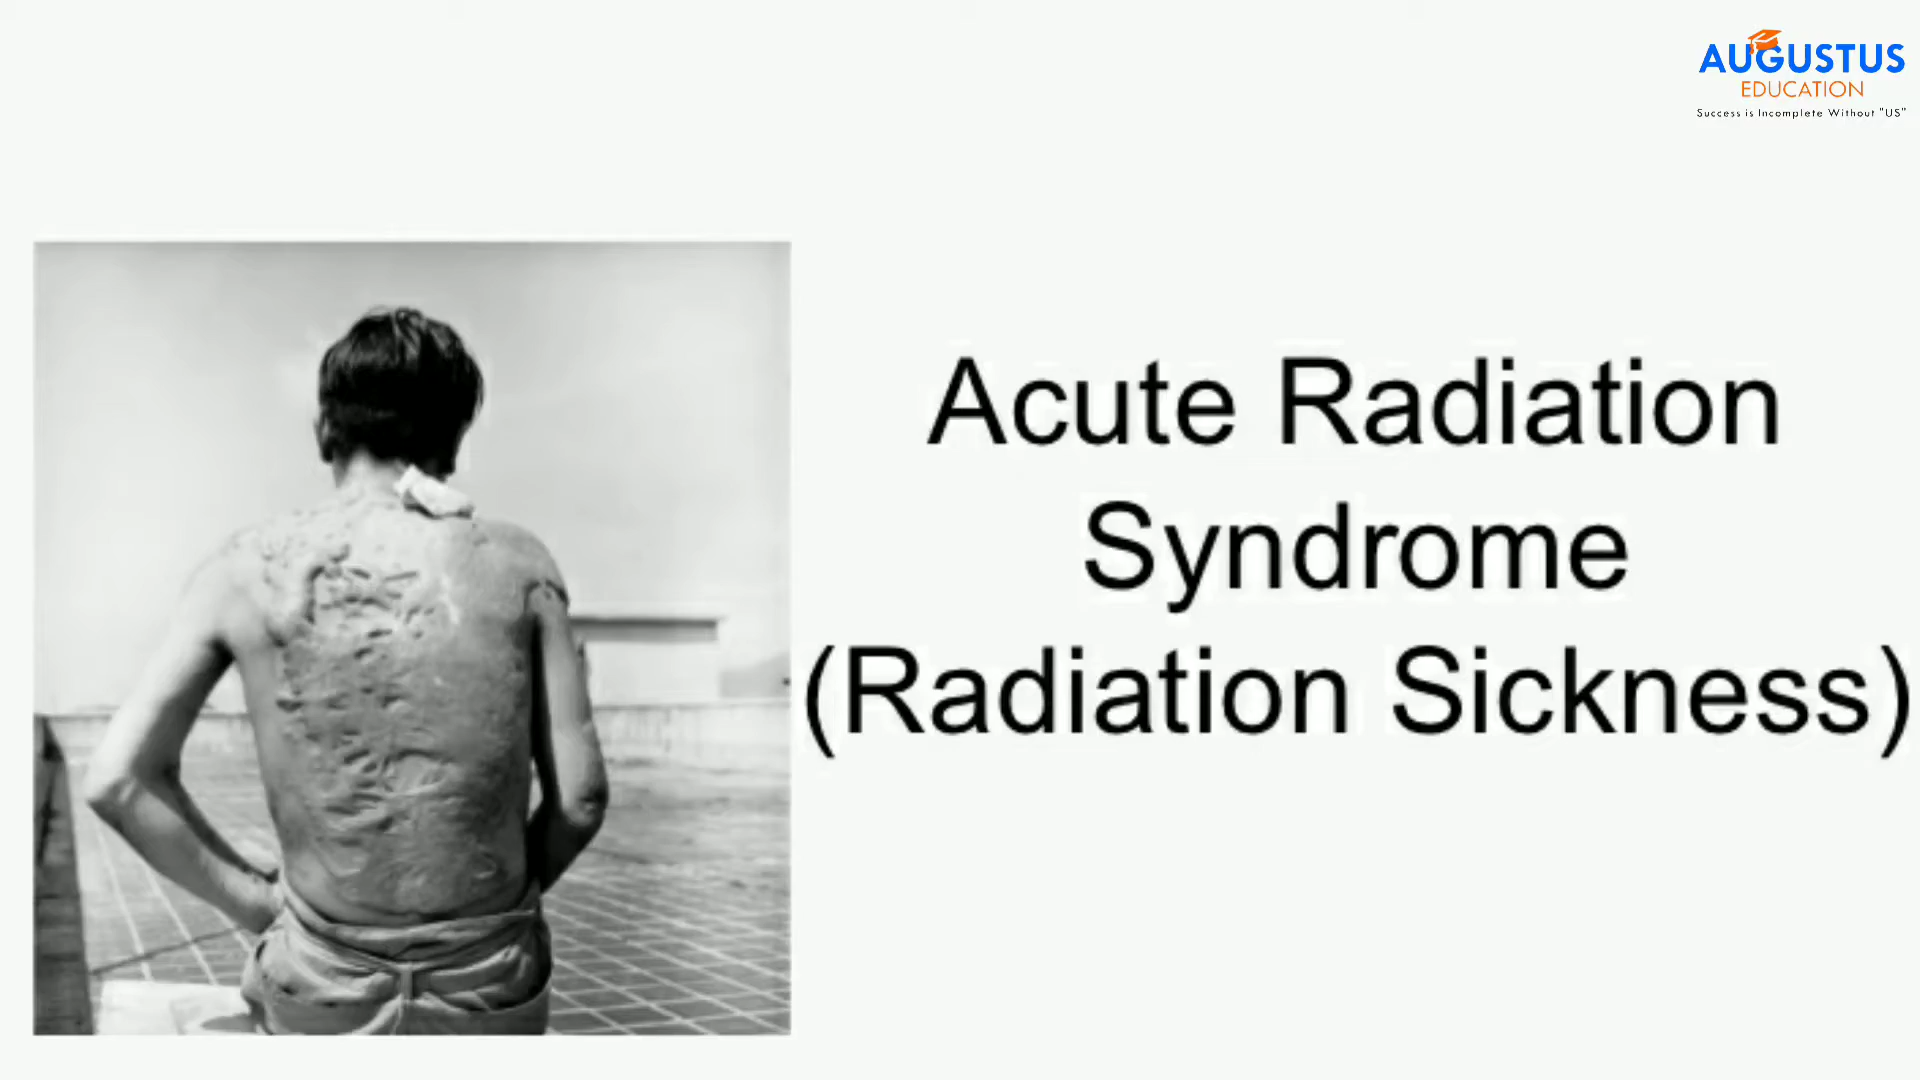 AUGUSTUS
EDUCATION
Success is Incomplete Without "US"
Acute Radiation
Syndrome
(Radiation Sickness)